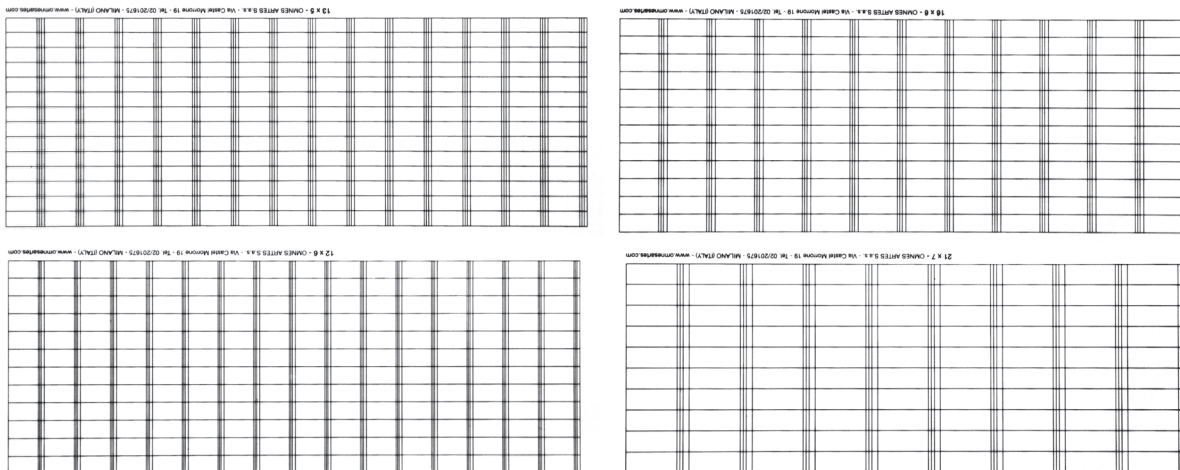 13 x 5 - OMNES ARTES S.a.s. - Via Castel Morrone 19 - Tel. 02/201675 - MILANO (ITALY) - www.omnesartes.com
16 x 6 - OMNES ARTES S.a.s. - Via Castel Morrone 19 - Tel. 02/201675 - MILANO (ITALY) - www.omnesartes.com
12 x 6 - OMNES ARTES S.a.s. - Via Castel Morrone 19 - Tel. 02/201675 - MILANO (ITALY) - www.omnesartes.com
21 x 7 - OMNES ARTES S.a.s. - Via Castel Morrone 19 - Tel. 02/201675 - MILANO (ITALY) - www.omnesartes.com